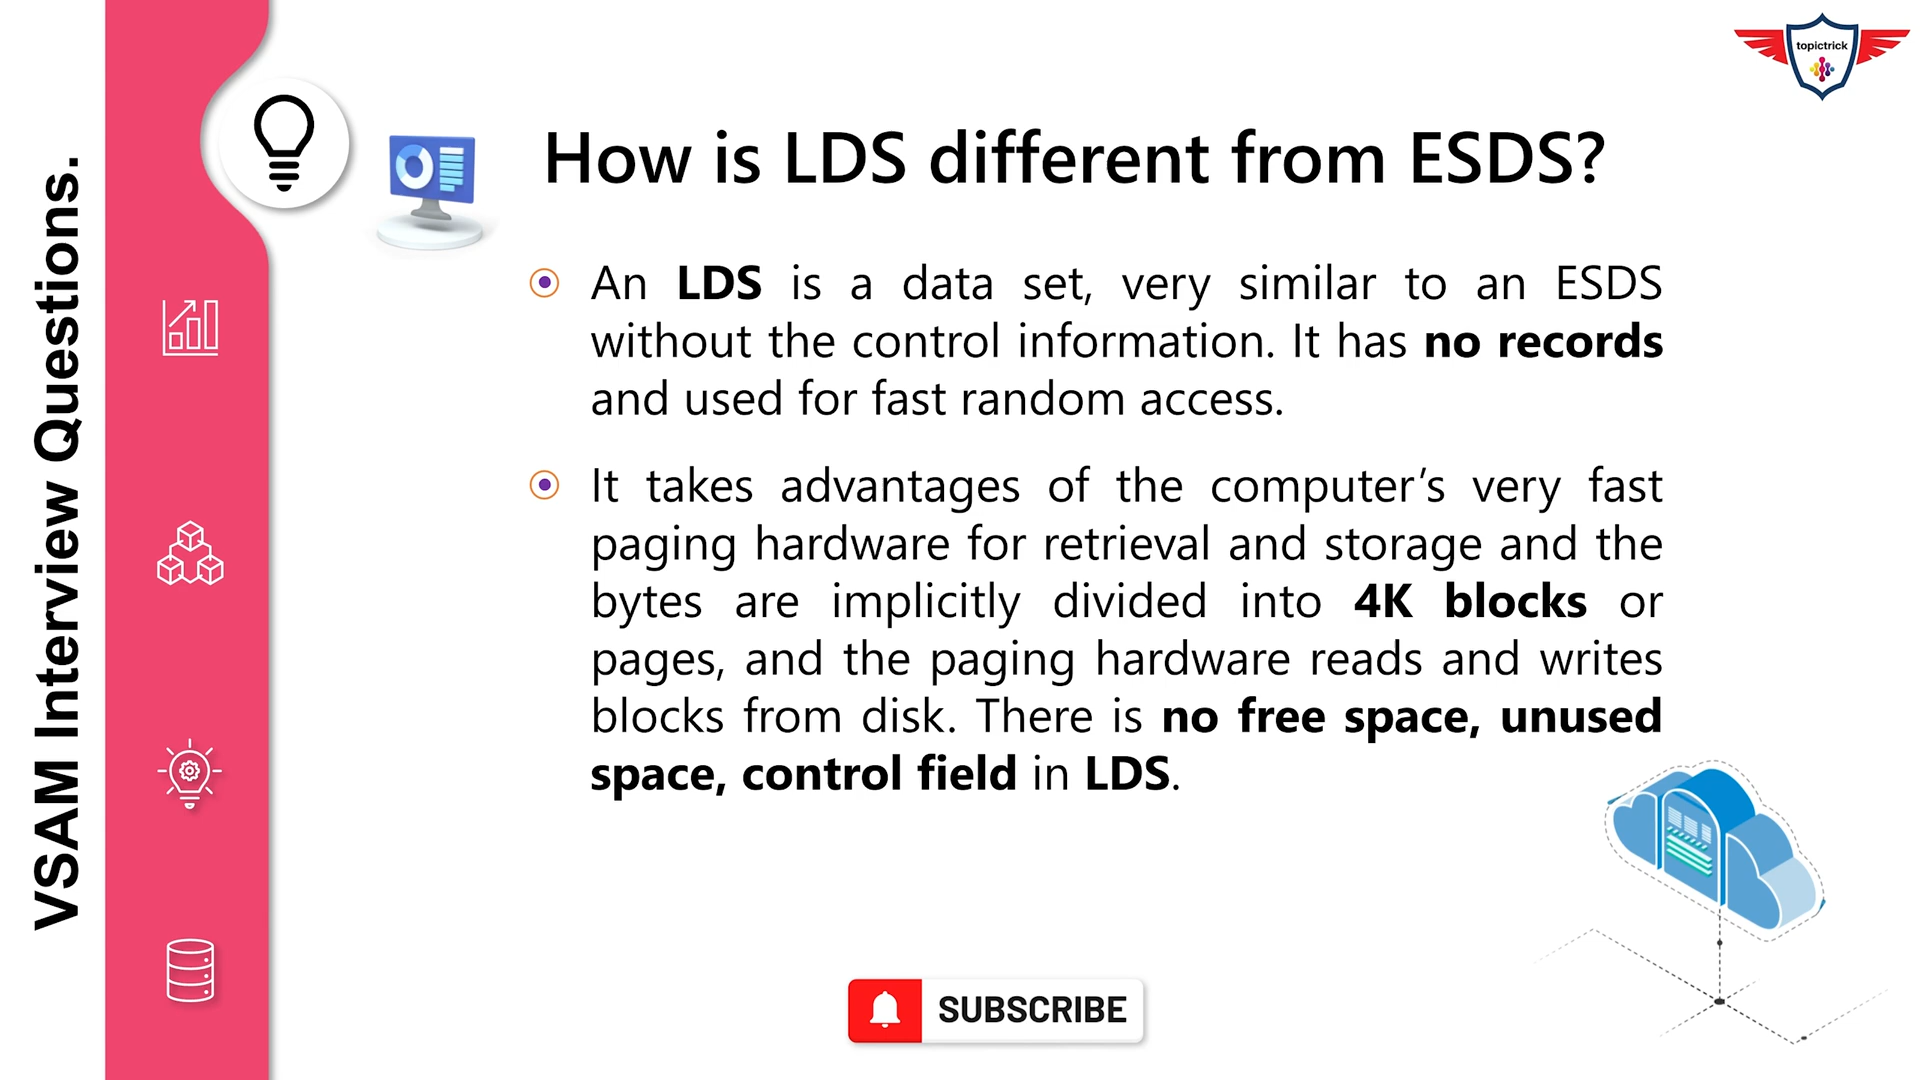 topictrick
VSAM Interview Questions.
How is LDS different from ESDS?
An LDS is a data set, very similar to an ESDS
without the control information. It has no records
and used for fast random access.
It takes advantages of the computer’s very fast
paging hardware for retrieval and storage and the
bytes are implicitly divided into 4K blocks or
pages, and the paging hardware reads and writes
blocks from disk. There is no free space, unused
space, control field in LDS.
SUBSCRIBE